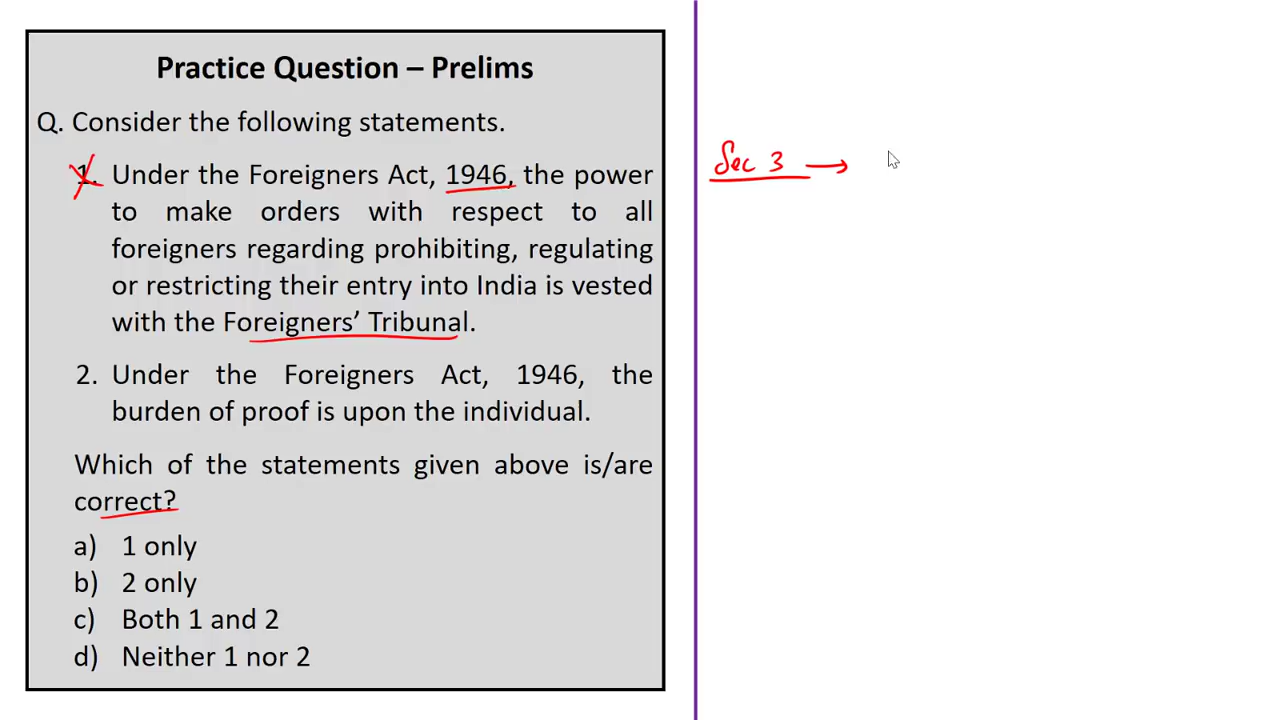 Practice Question – Prelims
Q. Consider the following statements.
1. Under the Foreigners Act, 1946, the power
to make orders with respect to all
foreigners regarding prohibiting, regulating
or restricting their entry into India is vested
with the Foreigners’ Tribunal.
2. Under the Foreigners Act, 1946, the
burden of proof is upon the individual.
Which of the statements given above is/are
correct?
a) 1 only
b) 2 only
c) Both 1 and 2
d) Neither 1 nor 2
Sec 3 →